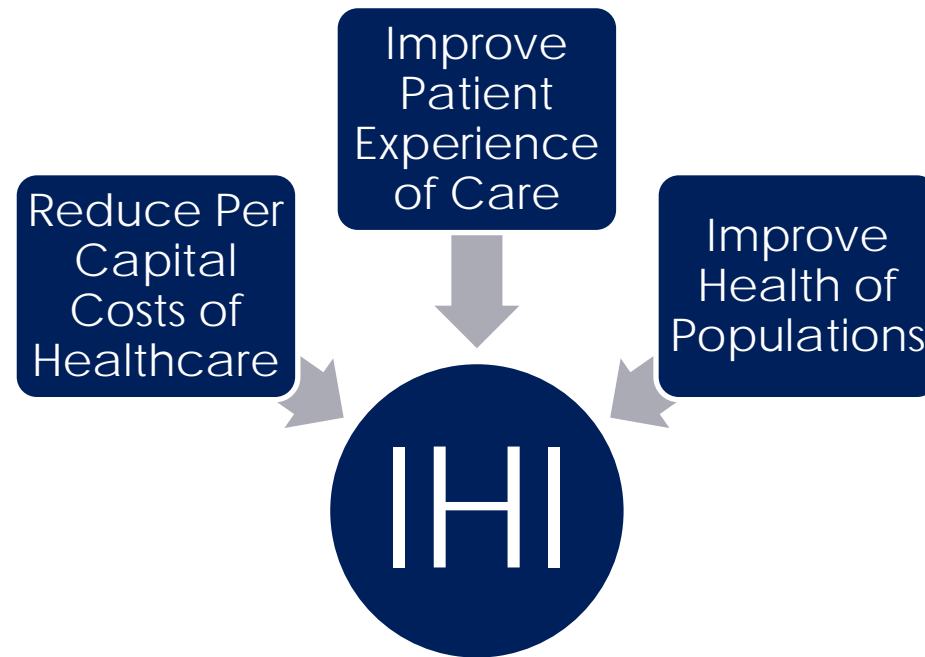 Improve
Patient
Experience
of Care
Reduce Per
Capital
Costs of
Healthcare
Improve
Health of
Populations
IHI